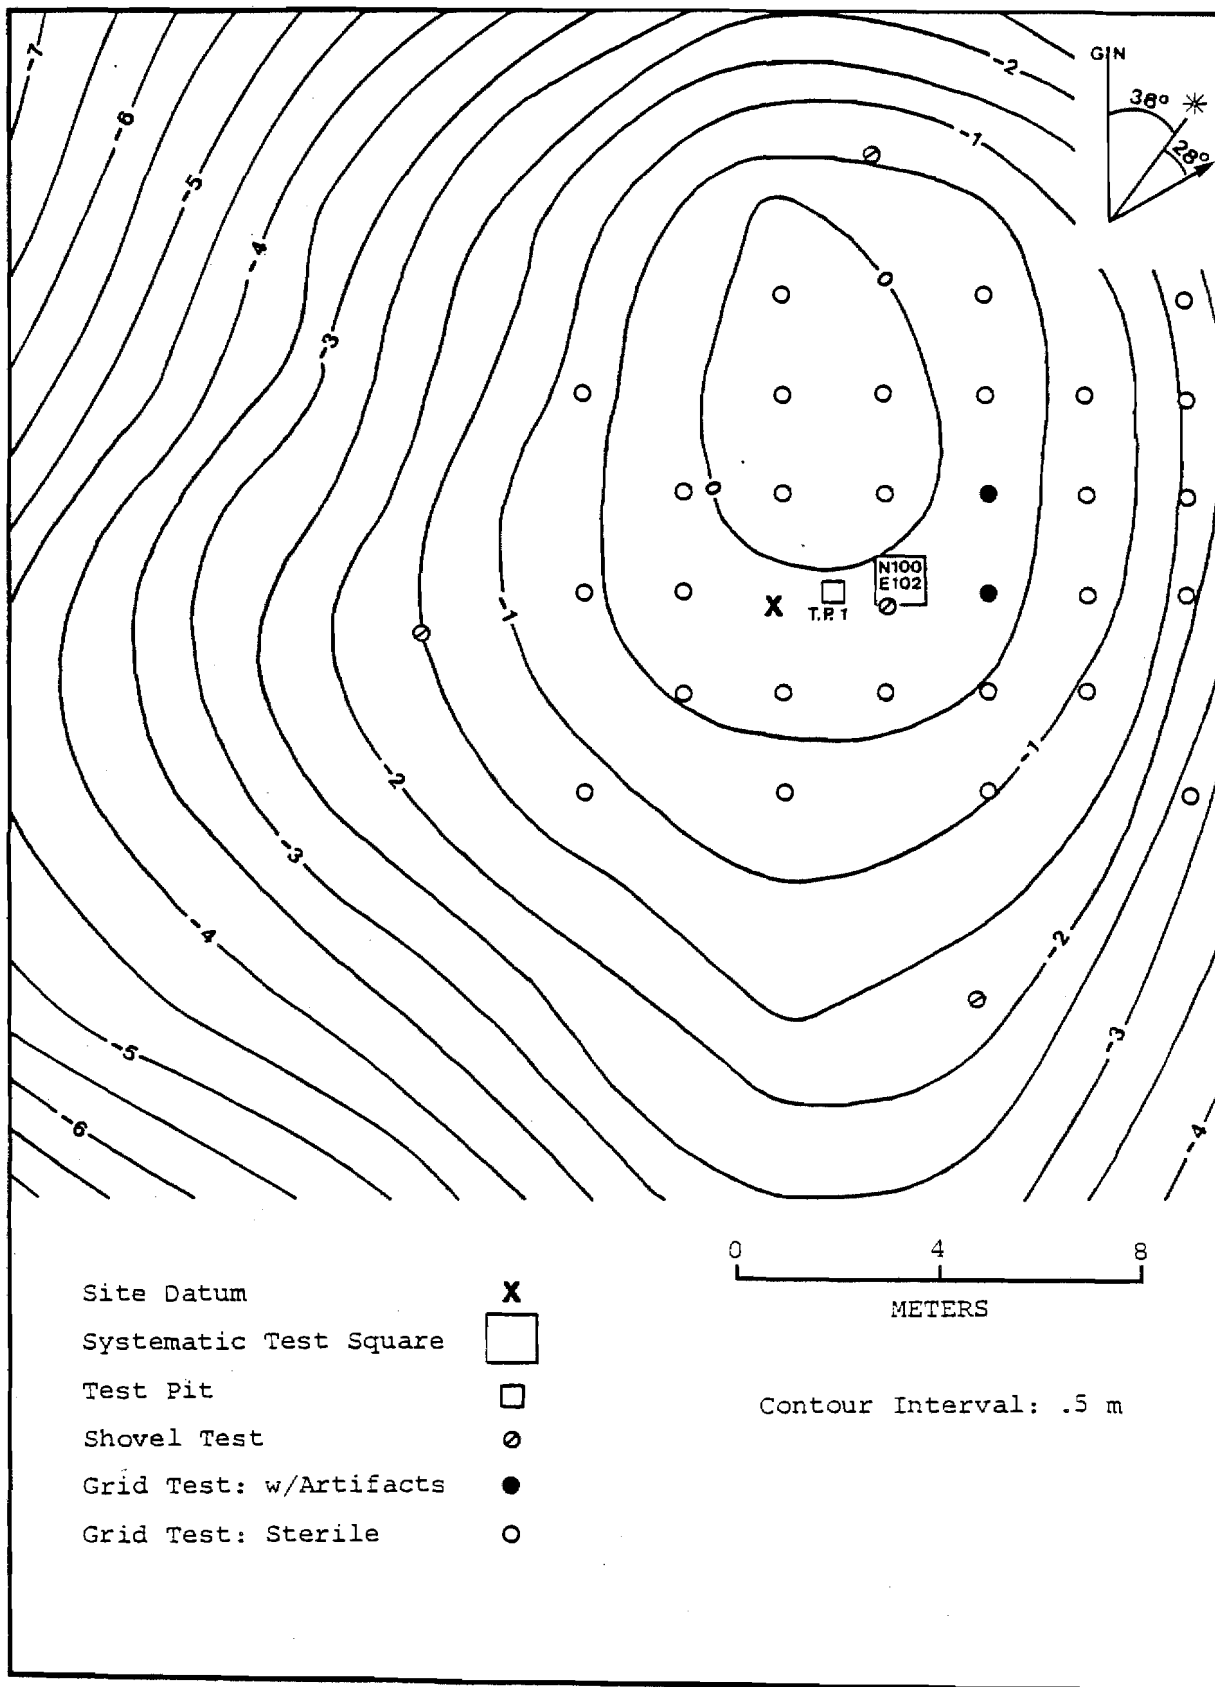 -7
-6
-5
-4
-3
-2
-1
GN
38°
28°
0
0
N100
E102
X
T.P. 1
-1
-1
-2
-2
-3
-3
-4
-4
-5
-6
0 4 8
METERS
Site Datum X
Systematic Test Square
Test Pit
Shovel Test
Grid Test: w/Artifacts
Grid Test: Sterile
Contour Interval: .5 m